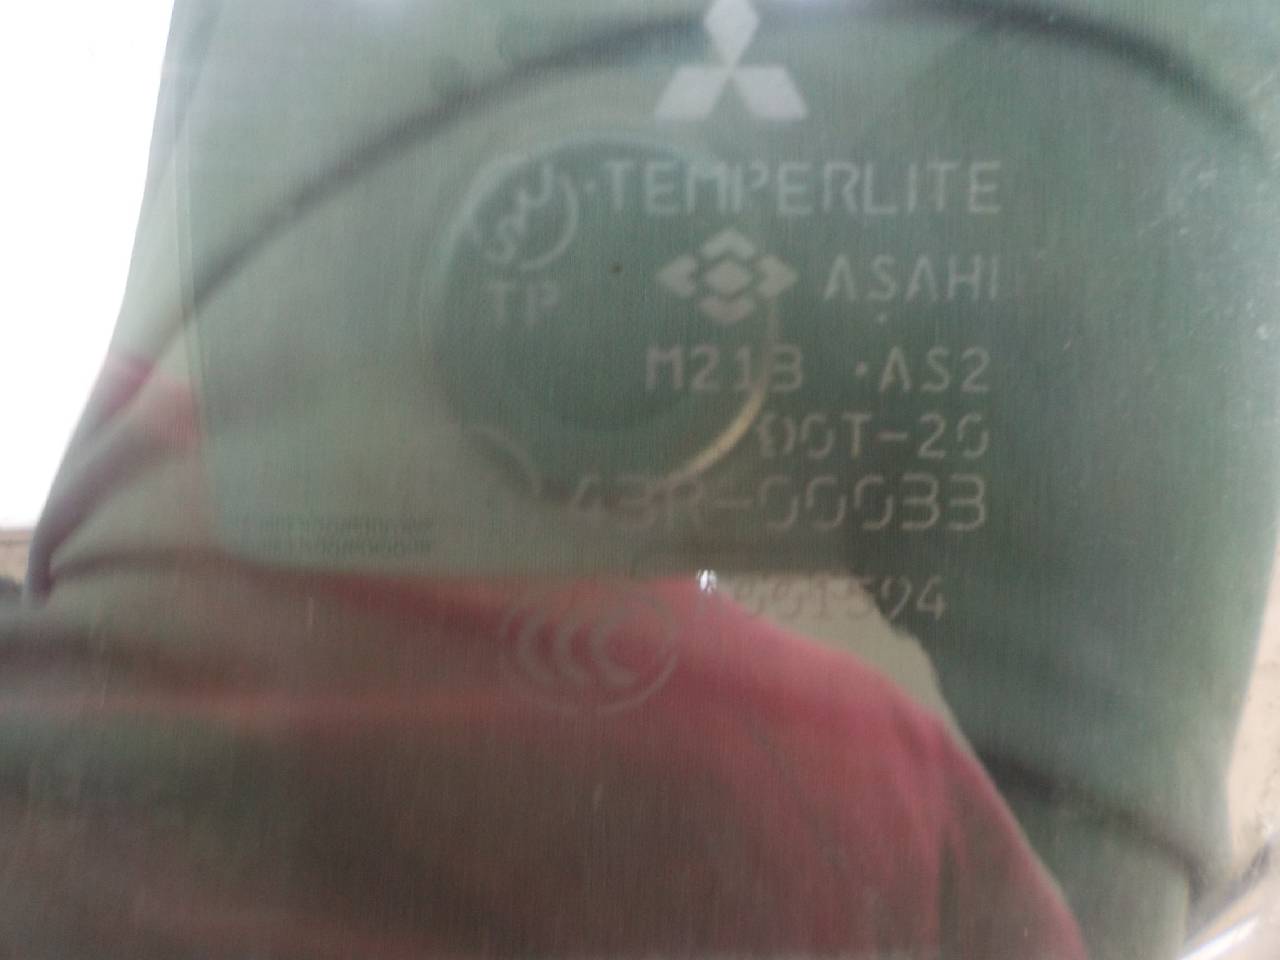 TEMPERLITE
TP
ASAHI
M213 ·AS2
DOT-20
43R-00033